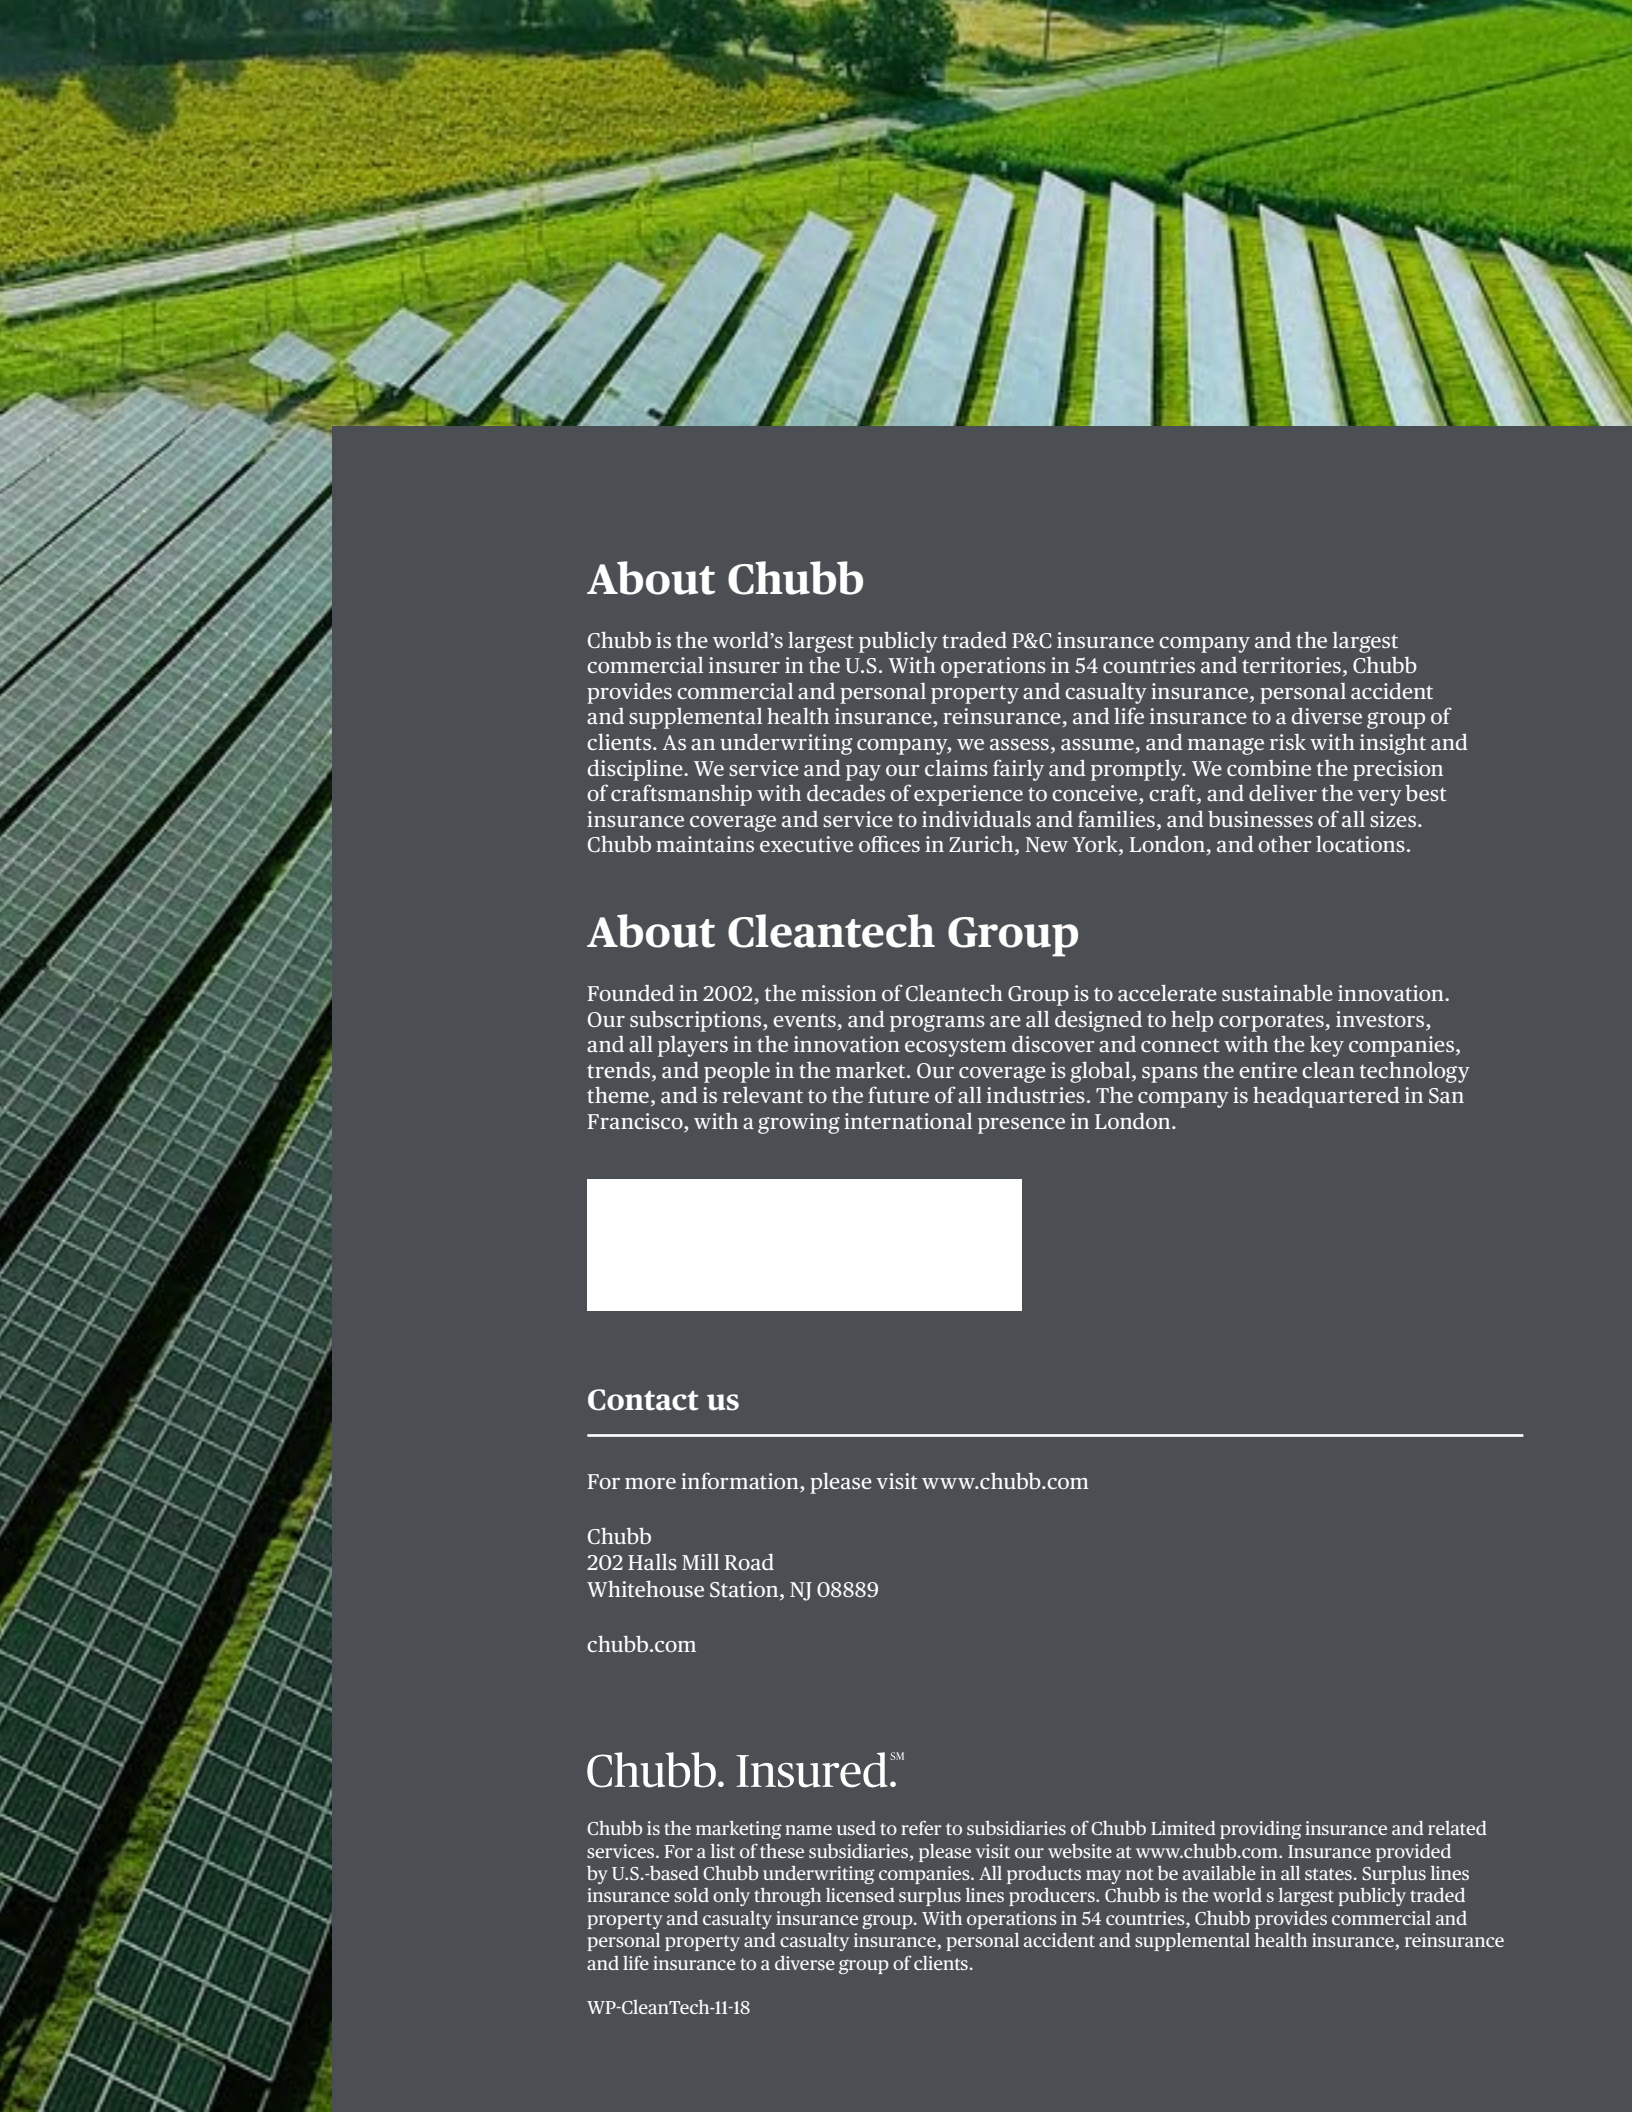 About Chubb
Chubb is the world’s largest publicly traded P&C insurance company and the largest
commercial insurer in the U.S. With operations in 54 countries and territories, Chubb
provides commercial and personal property and casualty insurance, personal accident
and supplemental health insurance, reinsurance, and life insurance to a diverse group of
clients. As an underwriting company, we assess, assume, and manage risk with insight and
discipline. We service and pay our claims fairly and promptly. We combine the precision
of craftsmanship with decades of experience to conceive, craft, and deliver the very best
insurance coverage and service to individuals and families, and businesses of all sizes.
Chubb maintains executive offices in Zurich, New York, London, and other locations.
About Cleantech Group
Founded in 2002, the mission of Cleantech Group is to accelerate sustainable innovation.
Our subscriptions, events, and programs are all designed to help corporates, investors,
and all players in the innovation ecosystem discover and connect with the key companies,
trends, and people in the market. Our coverage is global, spans the entire clean technology
theme, and is relevant to the future of all industries. The company is headquartered in San
Francisco, with a growing international presence in London.
Contact us
For more information, please visit www.chubb.com
Chubb
202 Halls Mill Road
Whitehouse Station, NJ 08889
chubb.com
Chubb. Insured.℠
Chubb is the marketing name used to refer to subsidiaries of Chubb Limited providing insurance and related
services. For a list of these subsidiaries, please visit our website at www.chubb.com. Insurance provided
by U.S.-based Chubb underwriting companies. All products may not be available in all states. Surplus lines
insurance sold only through licensed surplus lines producers. Chubb is the world s largest publicly traded
property and casualty insurance group. With operations in 54 countries, Chubb provides commercial and
personal property and casualty insurance, personal accident and supplemental health insurance, reinsurance
and life insurance to a diverse group of clients.
WP-CleanTech-11-18